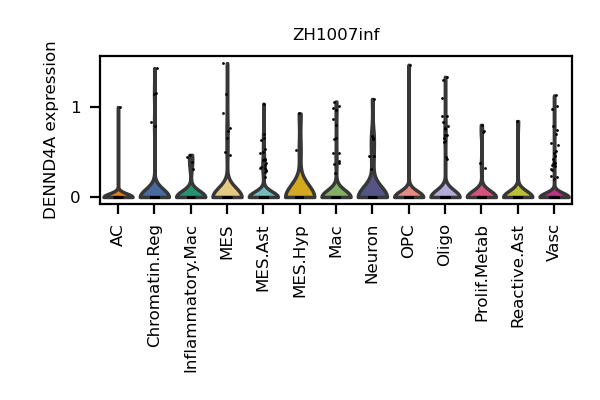 ZH1007inf
DENND4A expression
1
0
AC
Chromatin.Reg
Inflammatory.Mac
MES
MES.Ast
MES.Hyp
Mac
Neuron
OPC
Oligo
Prolif.Metab
Reactive.Ast
Vasc